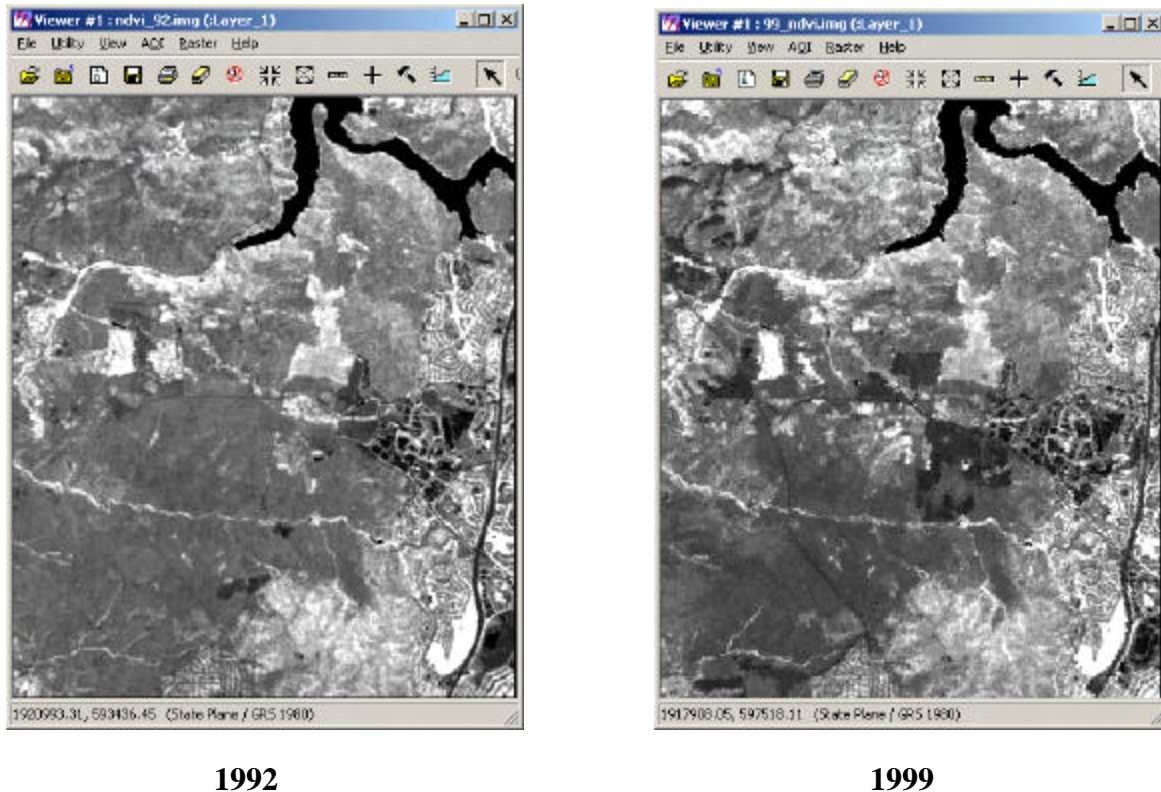 Viewer #1 : ndvi_92.img (:Layer_1)
File Utility View AOI Raster Help
1920993.31, 593436.45 (State Plane / GRS 1980)
1992
Viewer #1 : 99_ndvi.img (:Layer_1)
File Utility View AOI Raster Help
1917908.05, 597518.11 (State Plane / GRS 1980)
1999